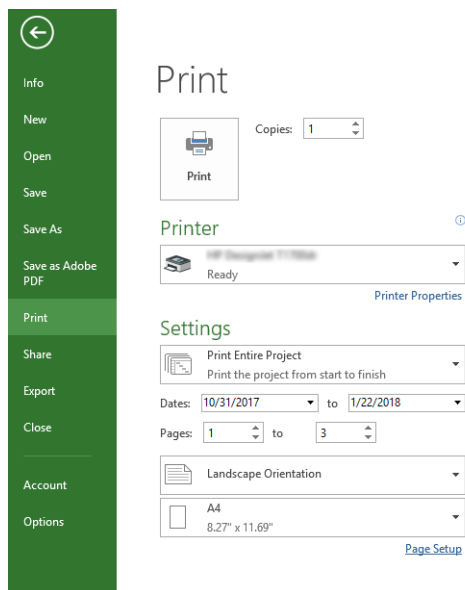 Print
Info
New
Open
Save
Save As
Save as Adobe
PDF
Print
Share
Export
Close
Account
Options
Copies: 1
Print
Printer
Ready
Printer Properties
Settings
Print Entire Project
Print the project from start to finish
Dates: 10/31/2017 to 1/22/2018
Pages: 1 to 3
Landscape Orientation
A4
8.27" x 11.69"
Page Setup